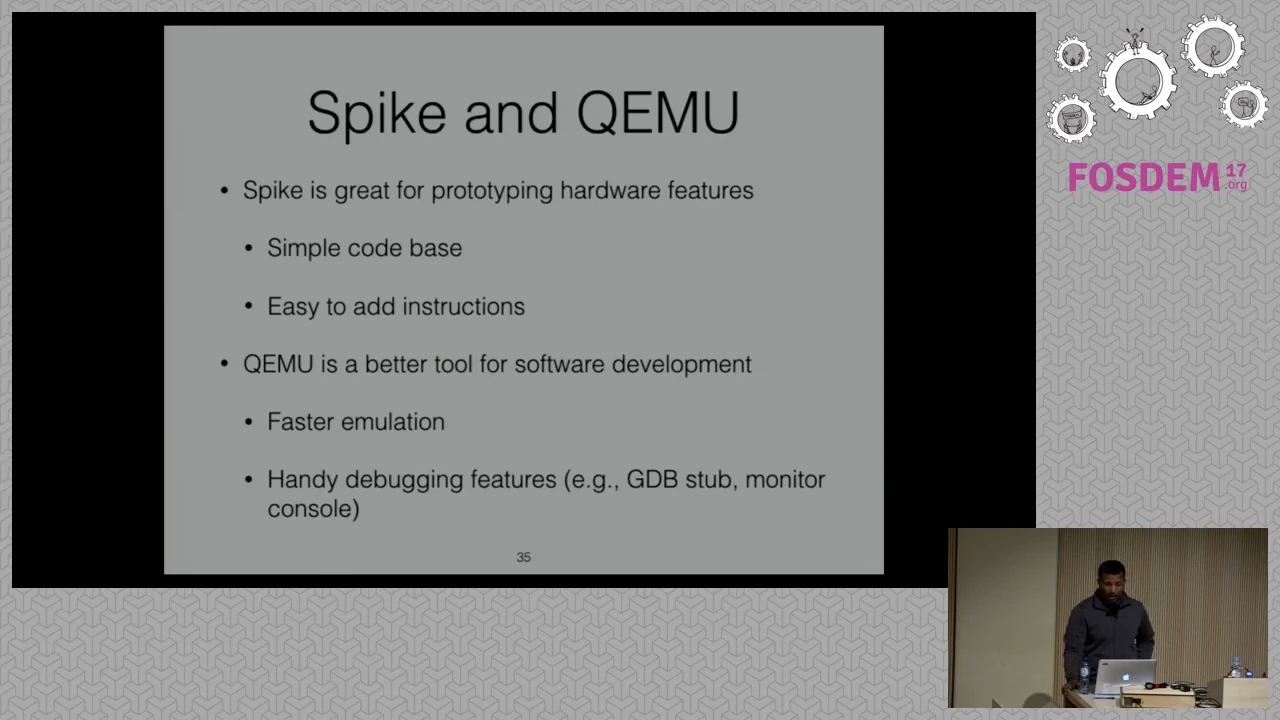 Spike and QEMU
• Spike is great for prototyping hardware features
• Simple code base
• Easy to add instructions
• QEMU is a better tool for software development
• Faster emulation
• Handy debugging features (e.g., GDB stub, monitor
console)
35
FOSDEM 17
.org